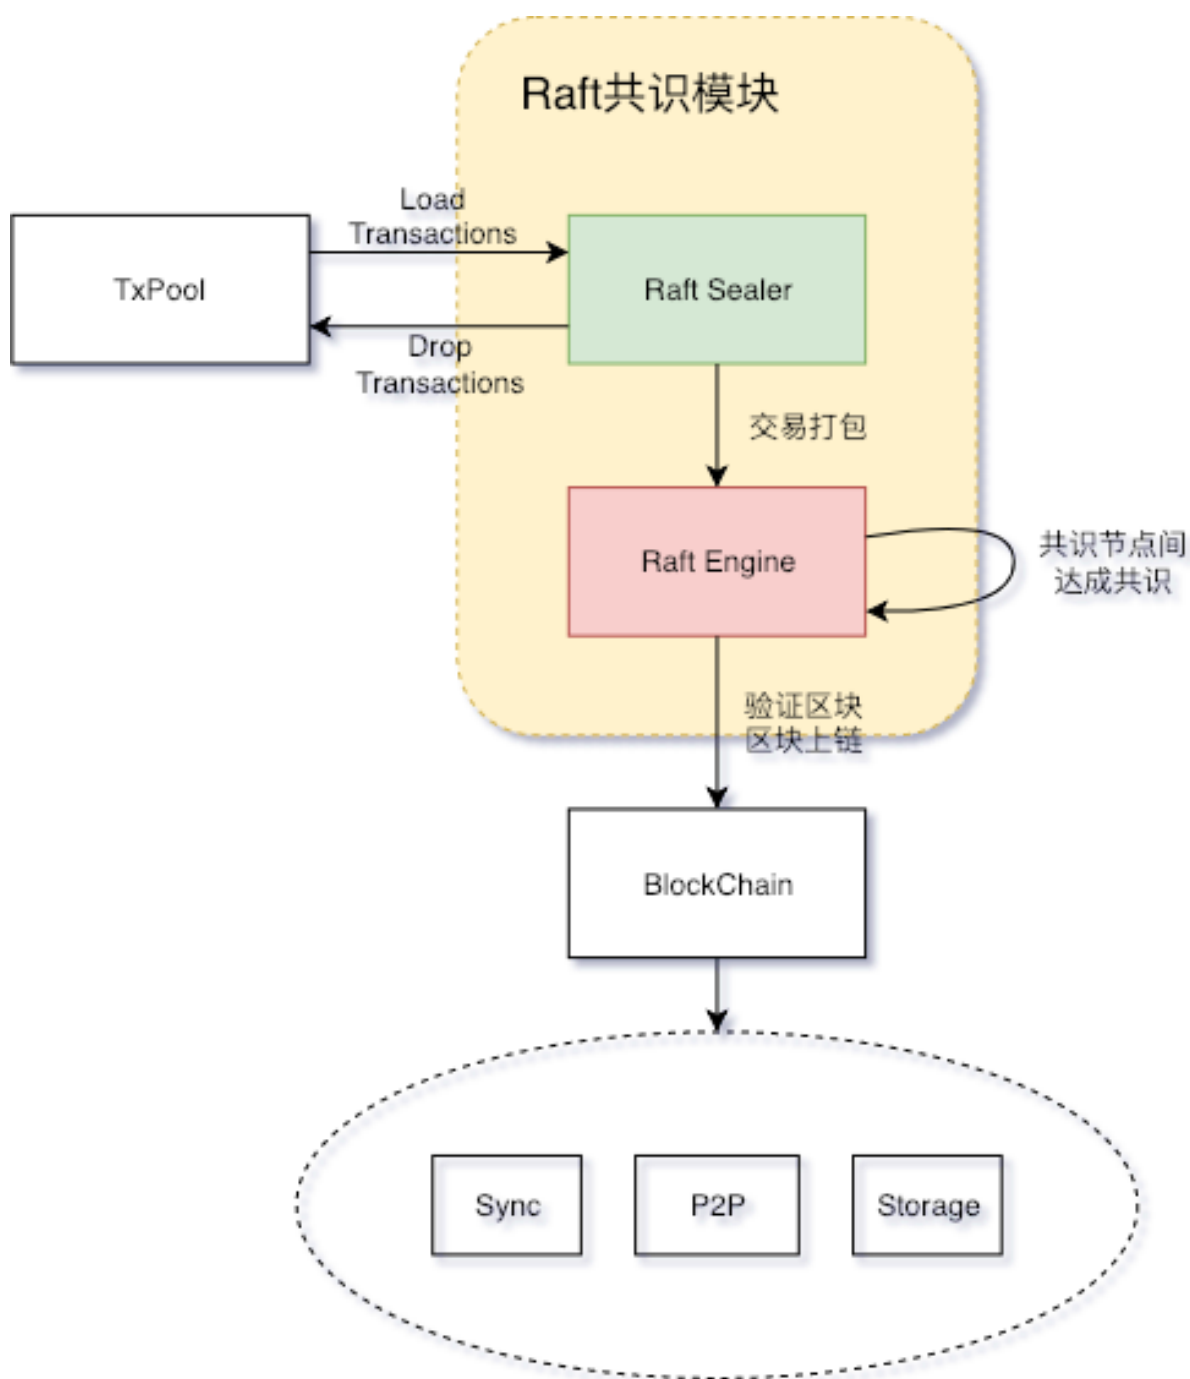 Raft共识模块
Load
Transactions
TxPool
Raft Sealer
Drop
Transactions
交易打包
Raft Engine
共识节点间
达成共识
验证区块
区块上链
BlockChain
Sync
P2P
Storage